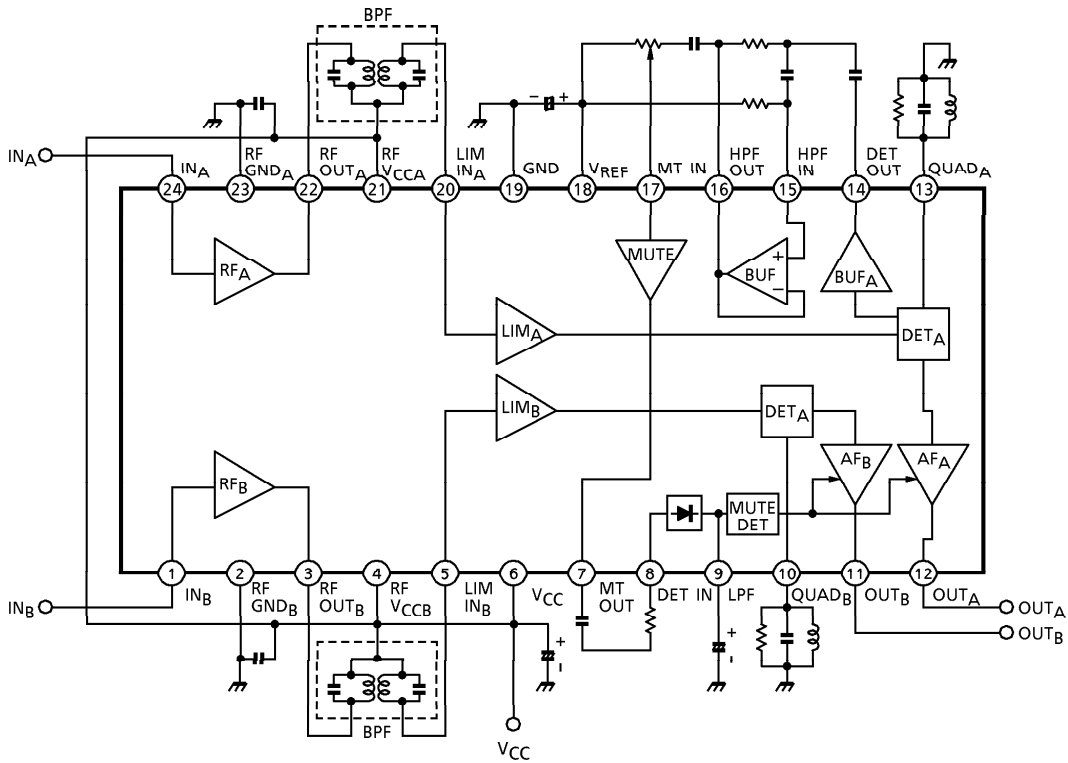 BPF
− +
IN_A
IN_A
RF GND_A
RF OUT_A
RF V_CCA
LIM IN_A
GND
V_REF
MT IN
HPF OUT
HPF IN
DET OUT
QUAD_A
24 23 22 21 20 19 18 17 16 15 14 13
RF_A
MUTE
+
BUF
−
BUF_A
LIM_A
DET_A
LIM_B
DET_A
AF_B
AF_A
RF_B
MUTE DET
1 2 3 4 5 6 7 8 9 10 11 12
IN_B
IN_B
RF GND_B
RF OUT_B
RF V_CCB
LIM IN_B
V_CC
MT OUT
DET IN
LPF
QUAD_B
OUT_B
OUT_A
OUT_A
OUT_B
+
−
+
−
BPF
V_CC